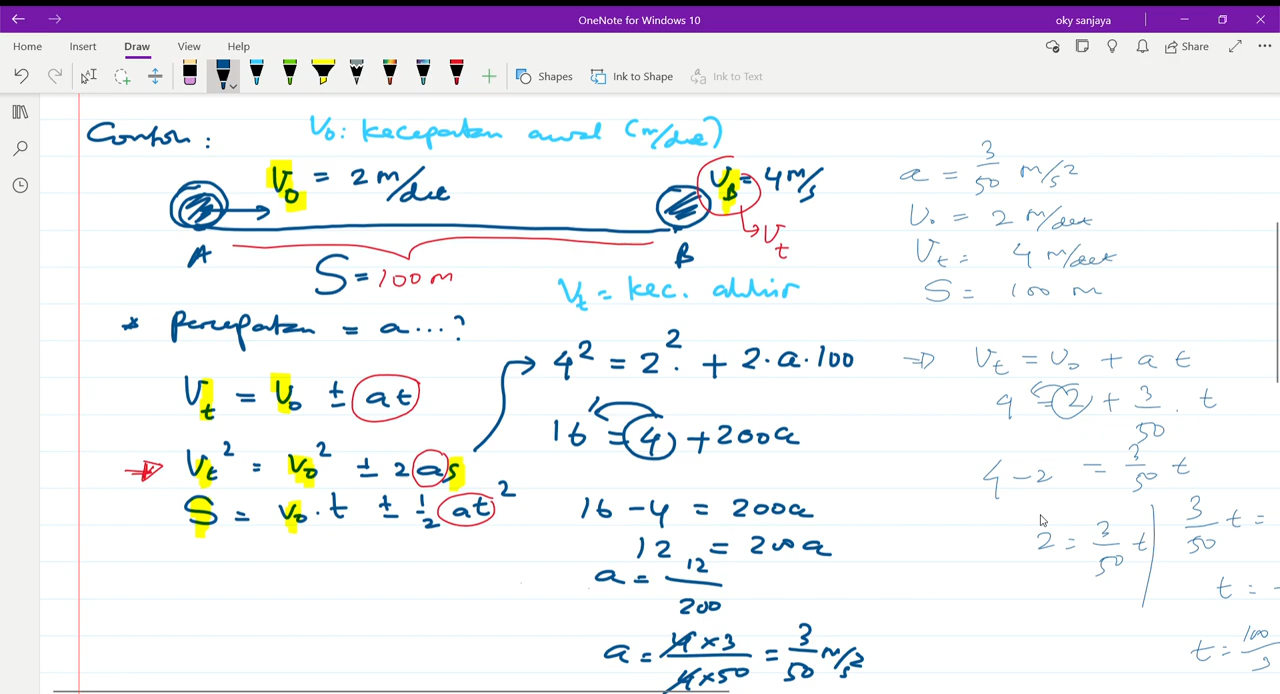 OneNote for Windows 10
oky sanjaya
Home Insert Draw View Help
Share
Shapes Ink to Shape Ink to Text
Contoh :
V₀ : kecepatan awal (m/det)
V₀ = 2 m/det
V_B = 4 m/s
V_t
A
B
S = 100 m
V_t = kec. akhir
* percepatan = a ... ?
V_t = V₀ ± at
V_t² = V₀² ± 2as
S = V₀ . t ± ½ at²
4² = 2² + 2 . a . 100
16 = 4 + 200a
16 - 4 = 200a
12 = 200a
a = 12/200
a = 4 x 3 / 4 x 50 = 3/50 m/s²
a = 3/50 m/s²
V₀ = 2 m/det
V_t = 4 m/det
S = 100 m
⇒ V_t = V₀ + a t
4 = 2 + 3/50 . t
4 - 2 = 3/50 t
2 = 3/50 t
3/50 t =
t =
t = 100/3